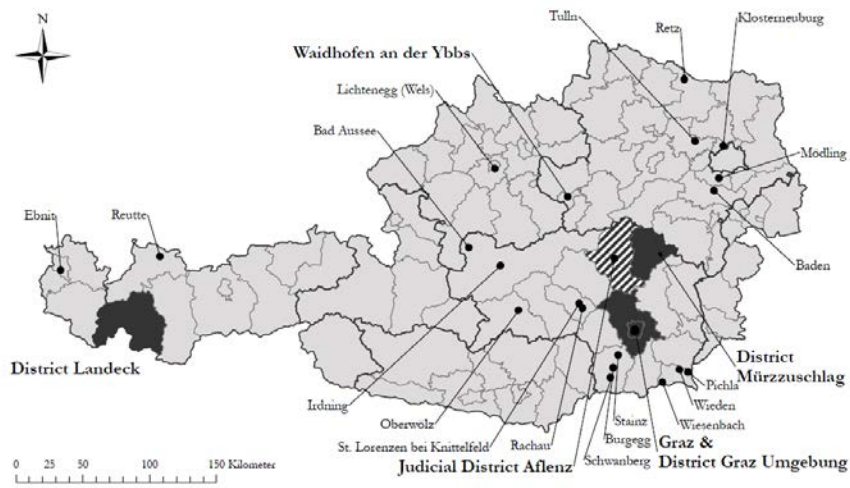 N
Tulln
Klosterneuburg
Retz
Waidhofen an der Ybbs
Lichtenegg (Wels)
Bad Aussee
Mödling
Ebnit
Reutte
Baden
District Landeck
District
Mürzzuschlag
Irdning
Pichla
Oberwolz
Stainz
Wieden
St. Lorenzen bei Knittelfeld
Rachau
Burgegg
Wiesenbach
Judicial District Aflenz
Schwanberg
Graz &
District Graz Umgebung
0 25 50 100 150 Kilometer